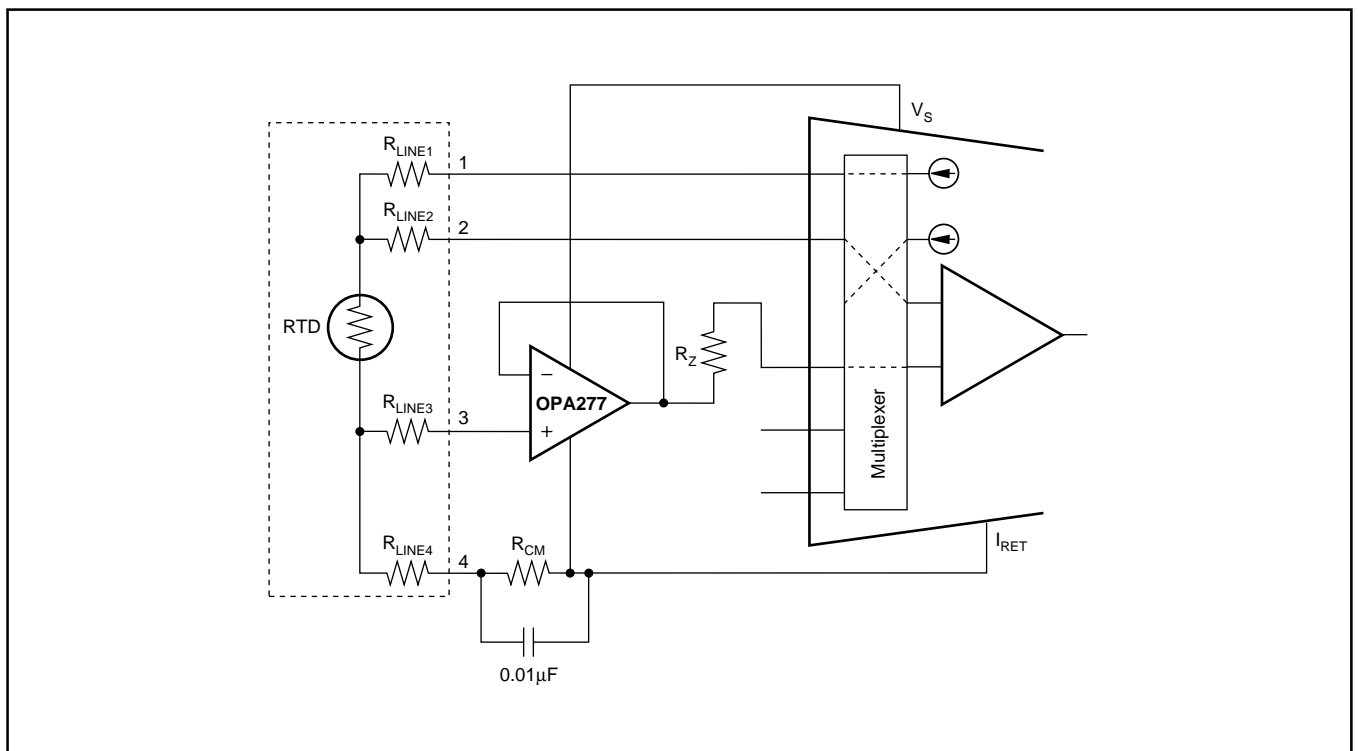 V_S
R_LINE1
1
R_LINE2
2
RTD
R_Z
−
OPA277
+
R_LINE3
3
Multiplexer
R_LINE4
4
R_CM
I_RET
0.01μF